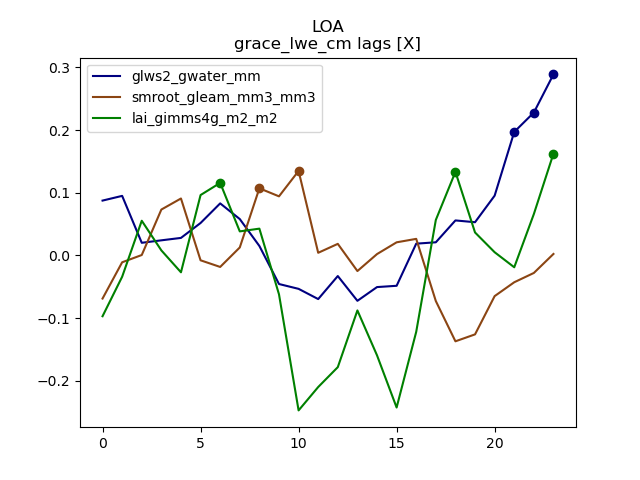 LOA
grace_lwe_cm lags [X]
glws2_gwater_mm
smroot_gleam_mm3_mm3
lai_gimms4g_m2_m2
0.3
0.2
0.1
0.0
−0.1
−0.2
0 5 10 15 20